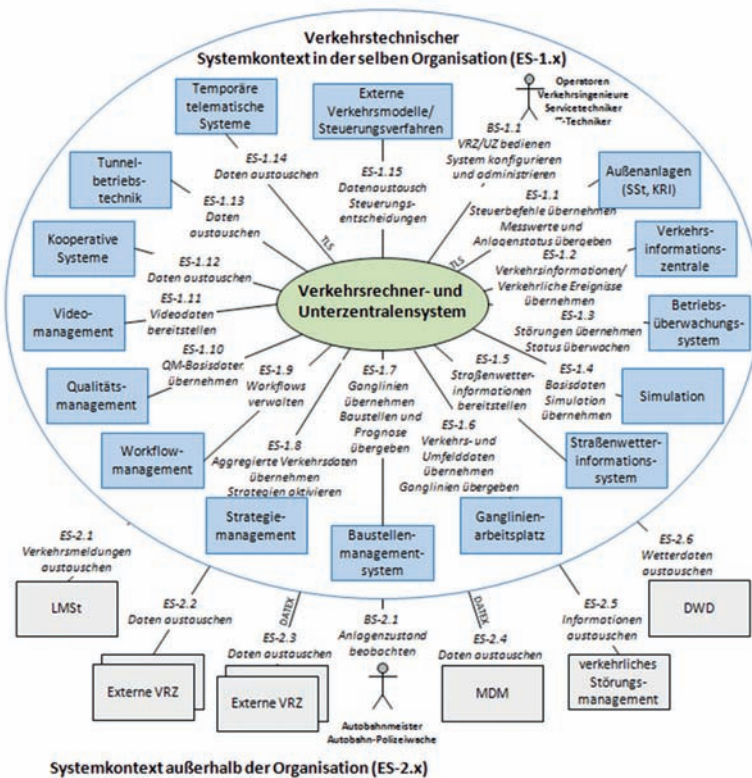 Verkehrstechnischer
Systemkontext in der selben Organisation (ES-1.x)
Temporäre
telematische
Systeme
Externe
Verkehrsmodelle/
Steuerungsverfahren
Operatoren
Verkehrsingenieure
Servicetechniker
-Techniker
BS-1.1
VRZ/UZ bedienen
System konfigurieren
und administrieren
ES-1.14
Daten austauschen
ES-1.15
Datenaustausch
Steuerungs-
entscheidungen
Tunnel-
betriebs-
technik
ES-1.13
Daten
austauschen
TLS
Außenanlagen
(SSt, KRI)
ES-1.1
Steuerbefehle übernehmen
Messwerte und
Anlagenstatus übergeben
TLS
Kooperative
Systeme
ES-1.12
Daten austauschen
Verkehrs-
informations-
zentrale
ES-1.2
Verkehrsinformationen/
Verkehrliche Ereignisse
übernehmen
Verkehrsrechner- und
Unterzentralensystem
Video-
management
ES-1.11
Videodaten
bereitstellen
Betriebs-
überwachungs-
system
ES-1.3
Störungen übernehmen
Status überwachen
Qualitäts-
management
ES-1.10
QM-Basisdaten
übernehmen
ES-1.9
Workflows
verwalten
ES-1.7
Ganglinien
übernehmen
Baustellen und
Prognose
übergeben
ES-1.5
Straßenwetter-
informationen
bereitstellen
ES-1.4
Basisdaten
Simulation
übernehmen
Simulation
Workflow-
management
ES-1.8
Aggregierte Verkehrsdaten
übernehmen
Strategien aktivieren
ES-1.6
Verkehrs- und
Umfelddaten
übernehmen
Ganglinien übergeben
Straßenwetter-
informations-
system
Strategie-
management
Baustellen-
management-
system
Ganglinien-
arbeitsplatz
ES-2.1
Verkehrsmeldungen
austauschen
LMSt
ES-2.2
Daten austauschen
Externe VRZ
DATEX
ES-2.3
Daten austauschen
Externe VRZ
BS-2.1
Anlagenzustand
beobachten
Autobahnmeister
Autobahn-Polizeiwache
DATEX
ES-2.4
Daten austauschen
MDM
ES-2.5
Informationen
austauschen
verkehrliches
Störungs-
management
ES-2.6
Wetterdaten
austauschen
DWD
Systemkontext außerhalb der Organisation (ES-2.x)